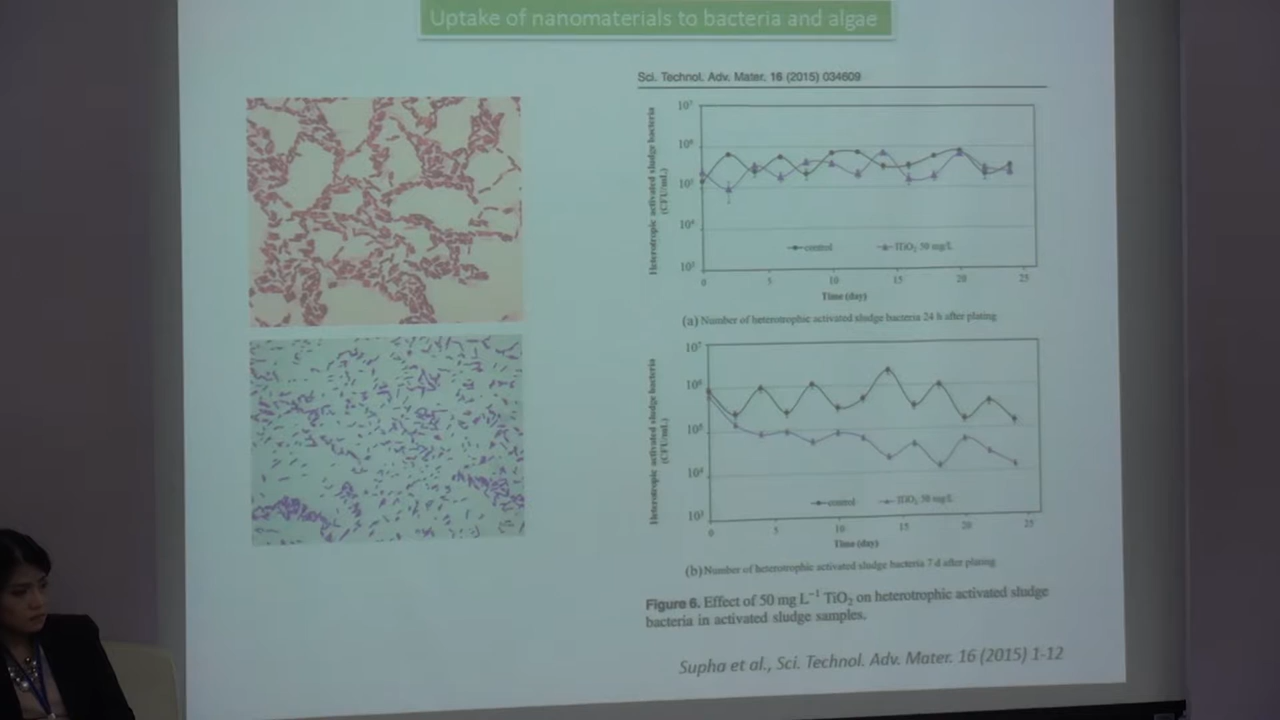 Uptake of nanomaterials to bacteria and algae
Sci. Technol. Adv. Mater. 16 (2015) 034609
Heterotropic activated sludge bacteria
(CFU/mL)
10⁷
10⁶
10⁵
10⁴
10³
control
TiO₂ 50 mg/L
0
5
10
15
20
25
Time (day)
(a) Number of heterotrophic activated sludge bacteria 24 h after plating
Heterotropic activated sludge bacteria
(CFU/mL)
10⁷
10⁶
10⁵
10⁴
10³
control
TiO₂ 50 mg/L
0
5
10
15
20
25
Time (day)
(b) Number of heterotrophic activated sludge bacteria 7 d after plating
Figure 6. Effect of 50 mg L⁻¹ TiO₂ on heterotrophic activated sludge
bacteria in activated sludge samples.
Supha et al., Sci. Technol. Adv. Mater. 16 (2015) 1-12